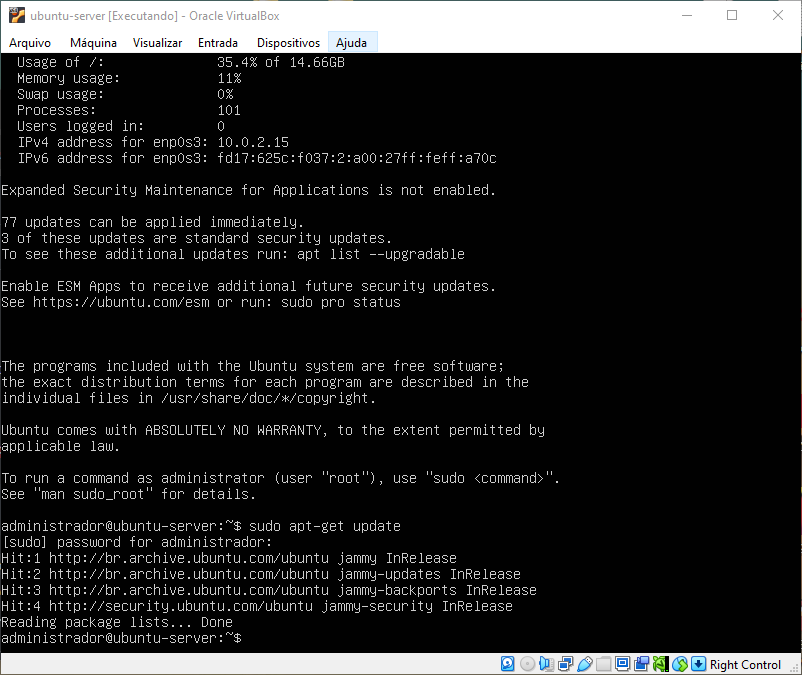 ubuntu-server [Executando] - Oracle VirtualBox
Arquivo Máquina Visualizar Entrada Dispositivos Ajuda
Usage of /: 35.4% of 14.66GB
Memory usage: 11%
Swap usage: 0%
Processes: 101
Users logged in: 0
IPv4 address for enp0s3: 10.0.2.15
IPv6 address for enp0s3: fd17:625c:f037:2:a00:27ff:feff:a70c
Expanded Security Maintenance for Applications is not enabled.
77 updates can be applied immediately.
3 of these updates are standard security updates.
To see these additional updates run: apt list --upgradable
Enable ESM Apps to receive additional future security updates.
See https://ubuntu.com/esm or run: sudo pro status
The programs included with the Ubuntu system are free software;
the exact distribution terms for each program are described in the
individual files in /usr/share/doc/*/copyright.
Ubuntu comes with ABSOLUTELY NO WARRANTY, to the extent permitted by
applicable law.
To run a command as administrator (user "root"), use "sudo <command>".
See "man sudo_root" for details.
administrador@ubuntu-server:~$ sudo apt-get update
[sudo] password for administrador:
Hit:1 http://br.archive.ubuntu.com/ubuntu jammy InRelease
Hit:2 http://br.archive.ubuntu.com/ubuntu jammy-updates InRelease
Hit:3 http://br.archive.ubuntu.com/ubuntu jammy-backports InRelease
Hit:4 http://security.ubuntu.com/ubuntu jammy-security InRelease
Reading package lists... Done
administrador@ubuntu-server:~$
Right Control